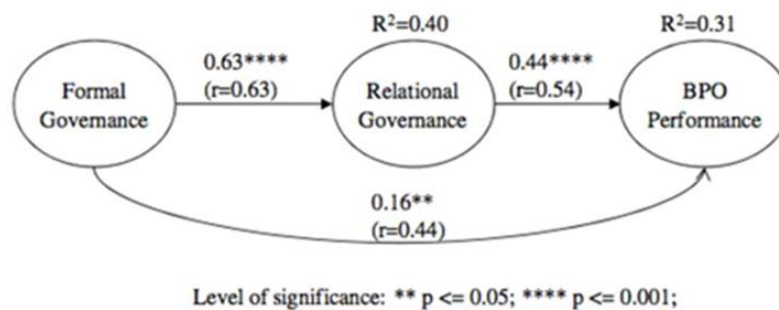 R²=0.40
R²=0.31
0.63****
(r=0.63)
0.44****
(r=0.54)
Formal
Governance
Relational
Governance
BPO
Performance
0.16**
(r=0.44)
Level of significance: ** p <= 0.05; **** p <= 0.001;